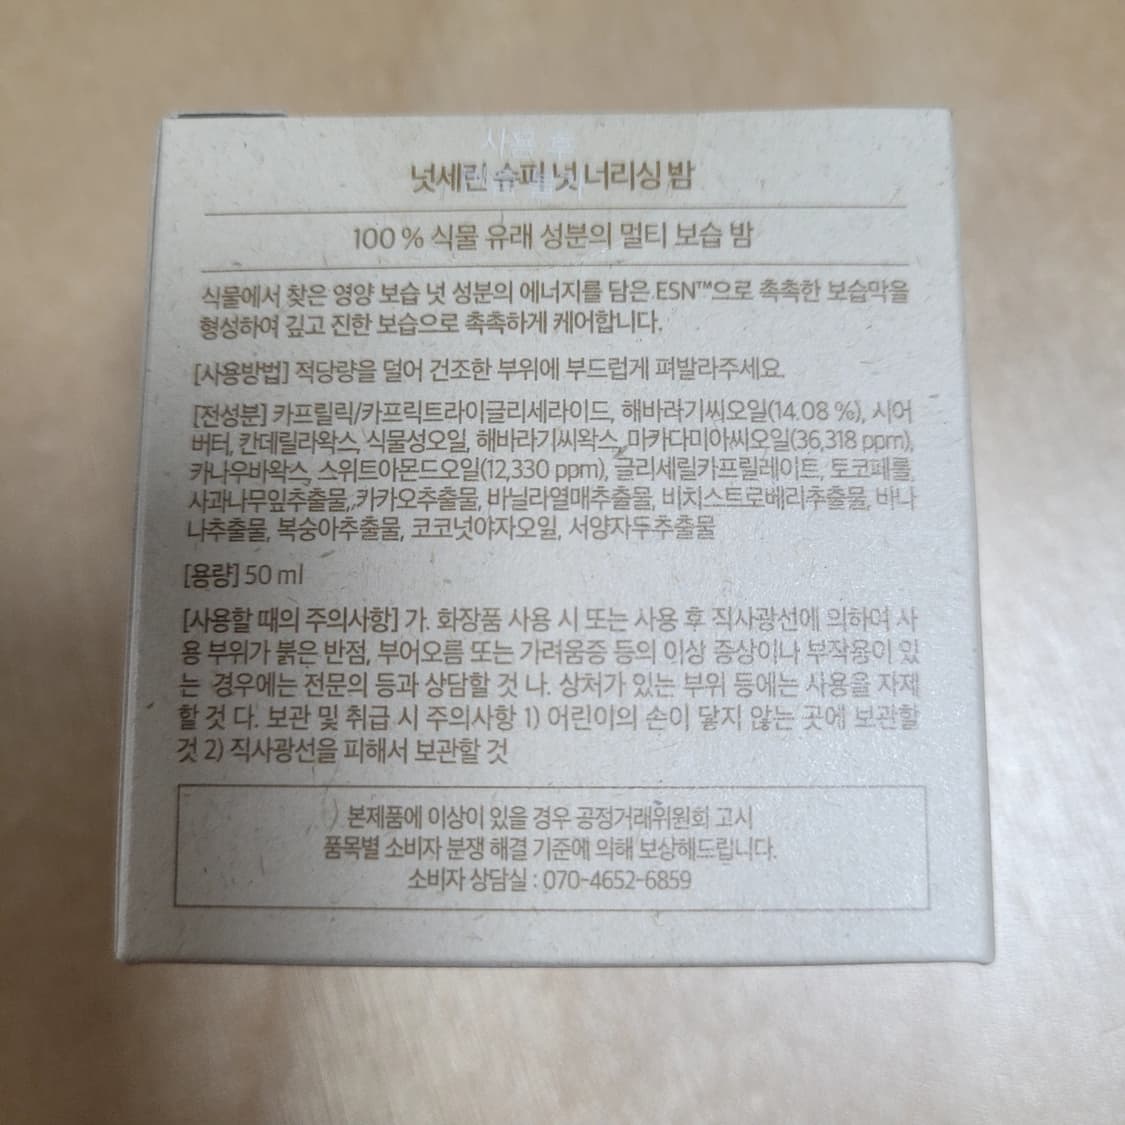 사용 후
넛세린 슈퍼 넛 너리싱 밤
100 % 식물 유래 성분의 멀티 보습 밤
식물에서 찾은 영양 보습 넛 성분의 에너지를 담은 ESN™으로 촉촉한 보습막을
형성하여 깊고 진한 보습으로 촉촉하게 케어합니다.
[사용방법] 적당량을 덜어 건조한 부위에 부드럽게 펴발라주세요.
[전성분] 카프릴릭/카프릭트라이글리세라이드, 해바라기씨오일(14.08 %), 시어
버터, 칸데릴라왁스, 식물성오일, 해바라기씨왁스, 마카다미아씨오일(36,318 ppm),
카나우바왁스, 스위트아몬드오일(12,330 ppm), 글리세릴카프릴레이트, 토코페롤,
사과나무잎추출물, 카카오추출물, 바닐라열매추출물, 비치스트로베리추출물, 바나
나추출물, 복숭아추출물, 코코넛야자오일, 서양자두추출물
[용량] 50 ml
[사용할 때의 주의사항] 가. 화장품 사용 시 또는 사용 후 직사광선에 의하여 사
용 부위가 붉은 반점, 부어오름 또는 가려움증 등의 이상 증상이나 부작용이 있
는 경우에는 전문의 등과 상담할 것 나. 상처가 있는 부위 등에는 사용을 자제
할 것 다. 보관 및 취급 시 주의사항 1) 어린이의 손이 닿지 않는 곳에 보관할
것 2) 직사광선을 피해서 보관할 것
본제품에 이상이 있을 경우 공정거래위원회 고시
품목별 소비자 분쟁 해결 기준에 의해 보상해드립니다.
소비자 상담실 : 070-4652-6859